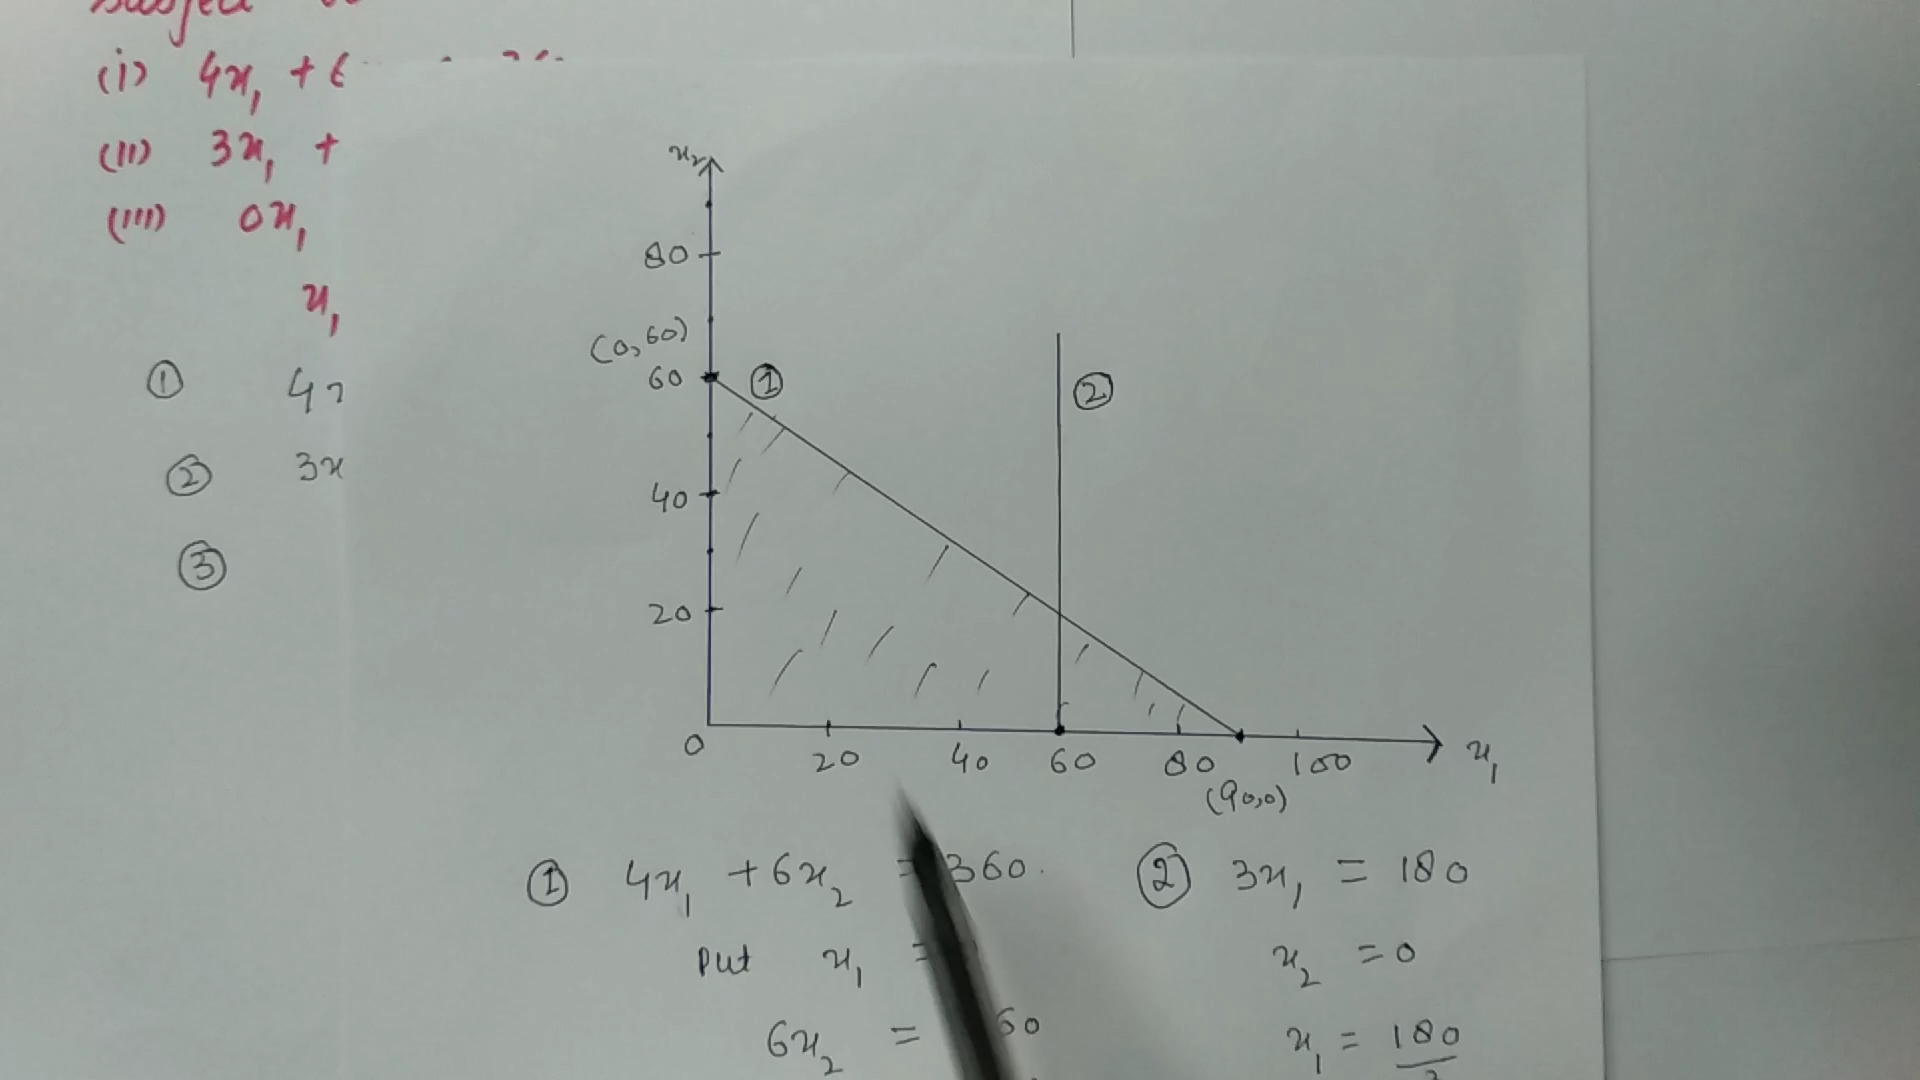 (i) 4x₁ + 6
(ii) 3x₁ +
(iii) 0x₁
x₁
① 4x
② 3x
③
x₂
80
(0,60)
60 ① ②
40
20
0 20 40 60 80 100 x₁
(90,0)
① 4x₁ + 6x₂ = 360. ② 3x₁ = 180
Put x₁ = x₂ = 0
6x₂ = 60 x₁ = 180